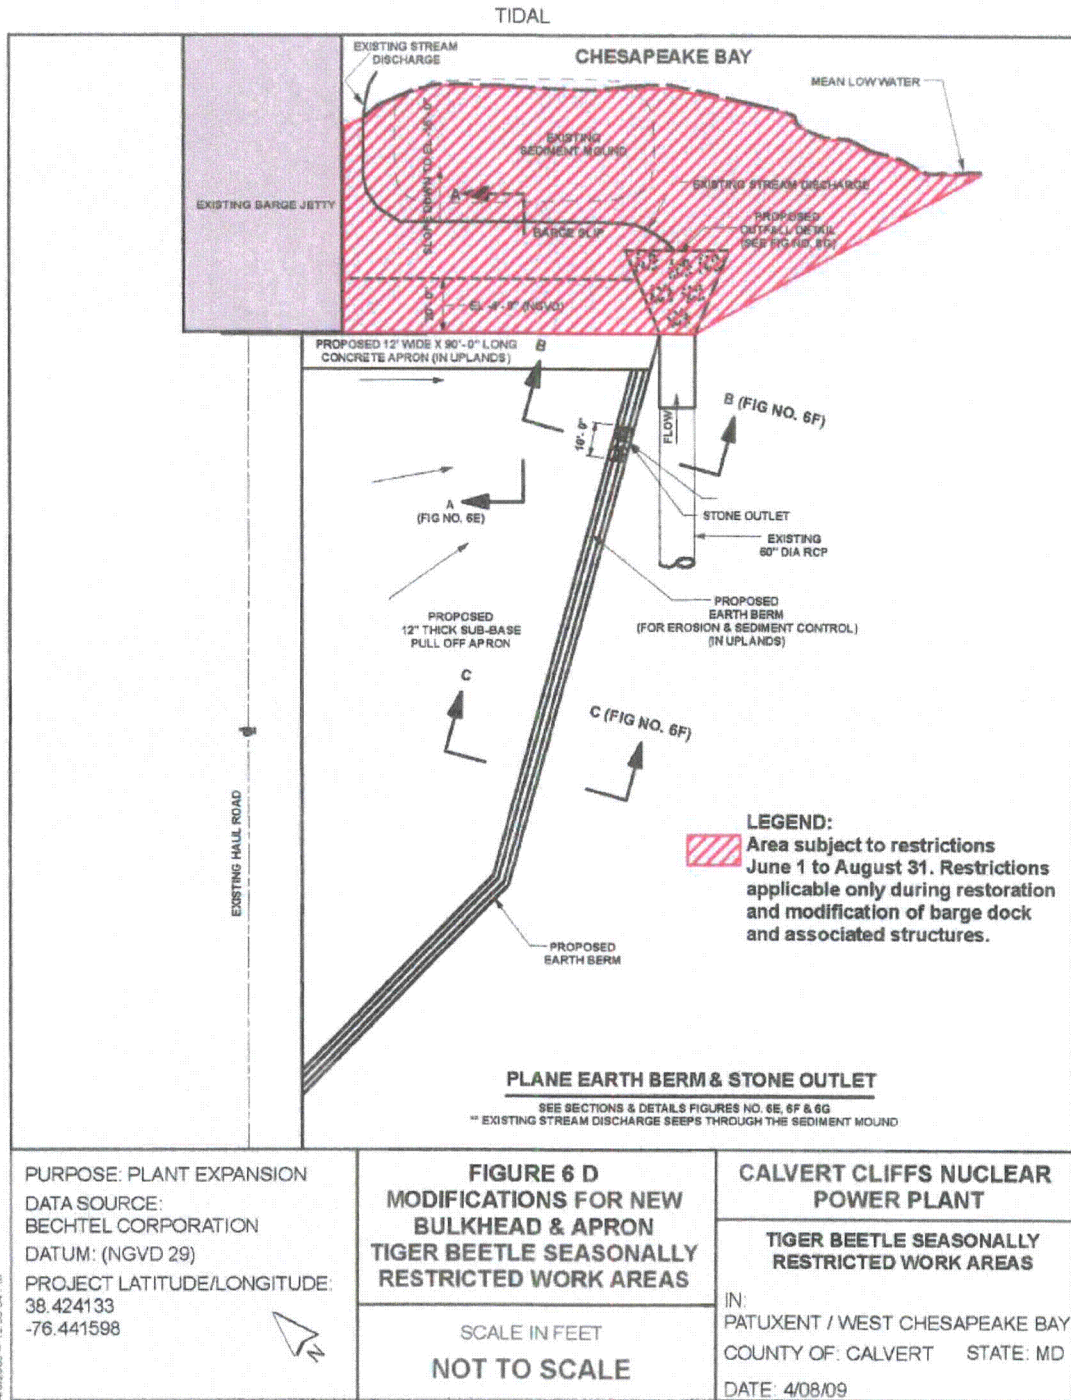 TIDAL
EXISTING STREAM
DISCHARGE
CHESAPEAKE BAY
MEAN LOW WATER
EXISTING
SEDIMENT MOUND
EXISTING BARGE JETTY
A
EXISTING STREAM DISCHARGE
BARGE SLIP
PROPOSED
OUTFALL DETAIL
(SEE FIG NO. 6G)
(NGVD)
PROPOSED 12' WIDE X 90'-0" LONG
CONCRETE APRON (IN UPLANDS)
B
B (FIG NO. 6F)
FLOW
10'-0"
A
(FIG NO. 6E)
STONE OUTLET
EXISTING
60" DIA RCP
PROPOSED
EARTH BERM
(FOR EROSION & SEDIMENT CONTROL)
(IN UPLANDS)
PROPOSED
12" THICK SUB-BASE
PULL OFF APRON
C
C (FIG NO. 6F)
EXISTING HAUL ROAD
LEGEND:
Area subject to restrictions
June 1 to August 31. Restrictions
applicable only during restoration
and modification of barge dock
and associated structures.
PROPOSED
EARTH BERM
PLANE EARTH BERM & STONE OUTLET
SEE SECTIONS & DETAILS FIGURES NO. 6E, 6F & 6G
** EXISTING STREAM DISCHARGE SEEPS THROUGH THE SEDIMENT MOUND
PURPOSE: PLANT EXPANSION
DATA SOURCE:
BECHTEL CORPORATION
DATUM: (NGVD 29)
PROJECT LATITUDE/LONGITUDE:
38.424133
-76.441598
N
FIGURE 6 D
MODIFICATIONS FOR NEW
BULKHEAD & APRON
TIGER BEETLE SEASONALLY
RESTRICTED WORK AREAS
SCALE IN FEET
NOT TO SCALE
CALVERT CLIFFS NUCLEAR
POWER PLANT
TIGER BEETLE SEASONALLY
RESTRICTED WORK AREAS
IN:
PATUXENT / WEST CHESAPEAKE BAY
COUNTY OF: CALVERT STATE: MD
DATE: 4/08/09